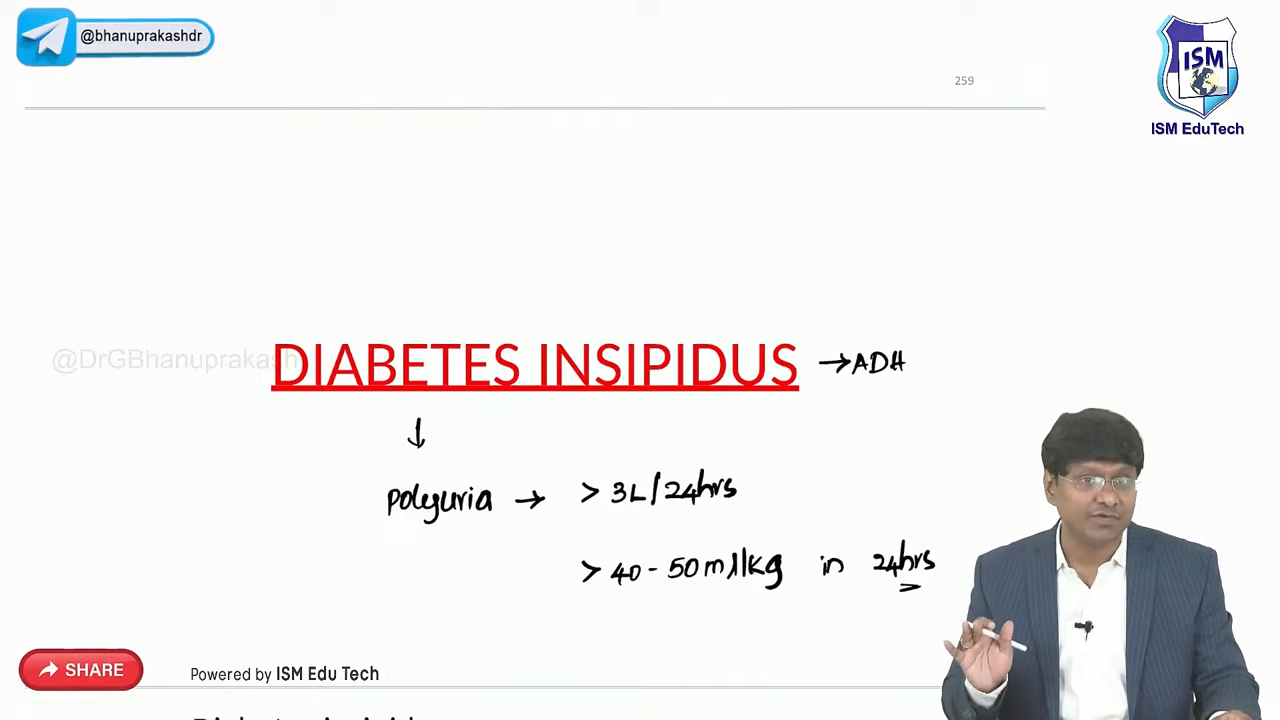 @bhanuprakashdr
ISM
ISM EduTech
259
@DrGBhanuprakash
DIABETES INSIPIDUS →ADH
↓
polyuria → > 3L/24hrs
> 40-50ml/kg in 24hrs
SHARE
Powered by ISM Edu Tech